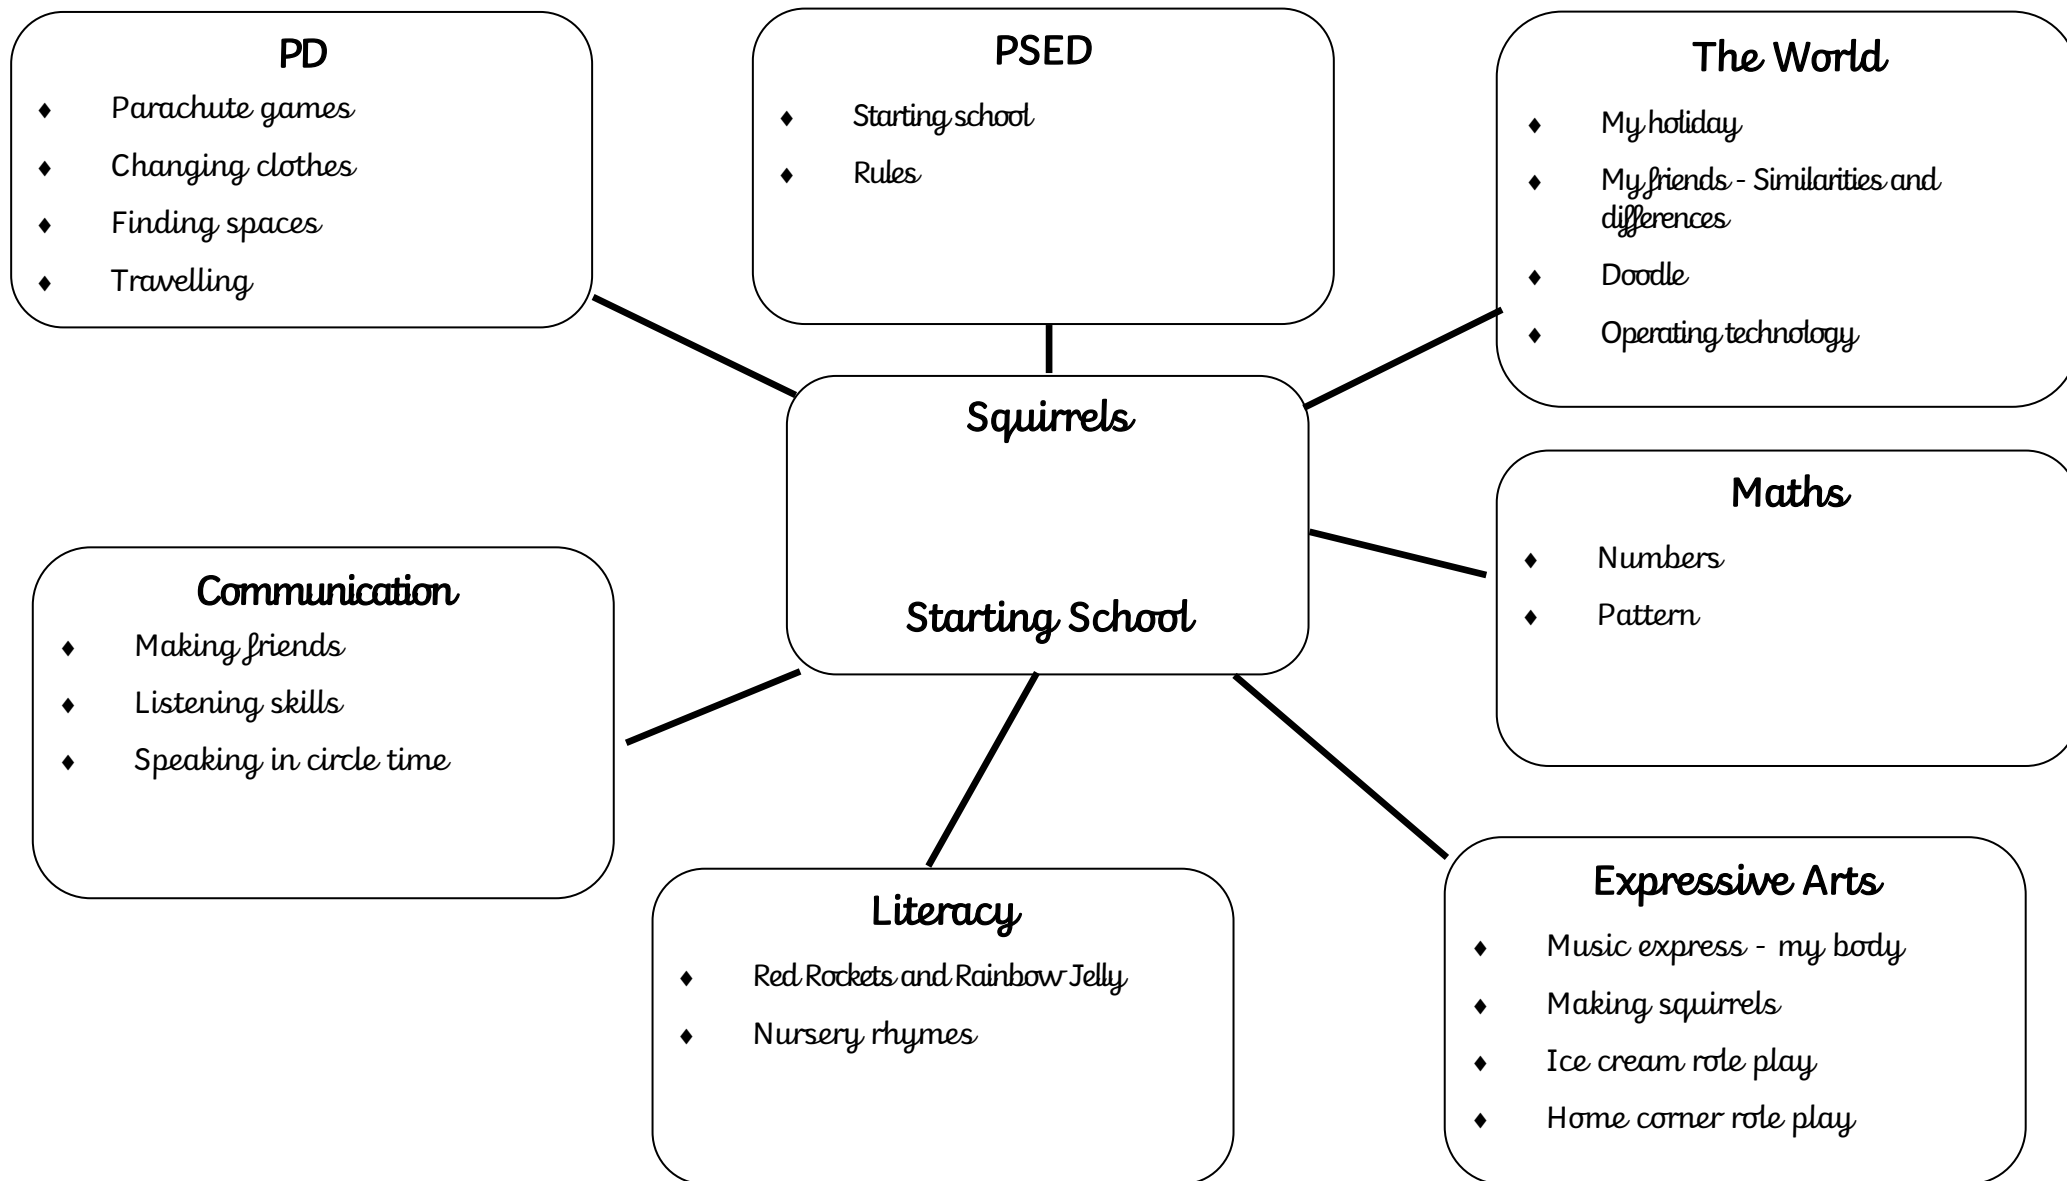 PD
♦ Parachute games
♦ Changing clothes
♦ Finding spaces
♦ Travelling
PSED
♦ Starting school
♦ Rules
The World
♦ My holiday
♦ My friends - Similarities and
differences
♦ Doodle
♦ Operating technology
Squirrels
Starting School
Maths
♦ Numbers
♦ Pattern
Communication
♦ Making friends
♦ Listening skills
♦ Speaking in circle time
Literacy
♦ Red Rockets and Rainbow Jelly
♦ Nursery rhymes
Expressive Arts
♦ Music express - my body
♦ Making squirrels
♦ Ice cream role play
♦ Home corner role play